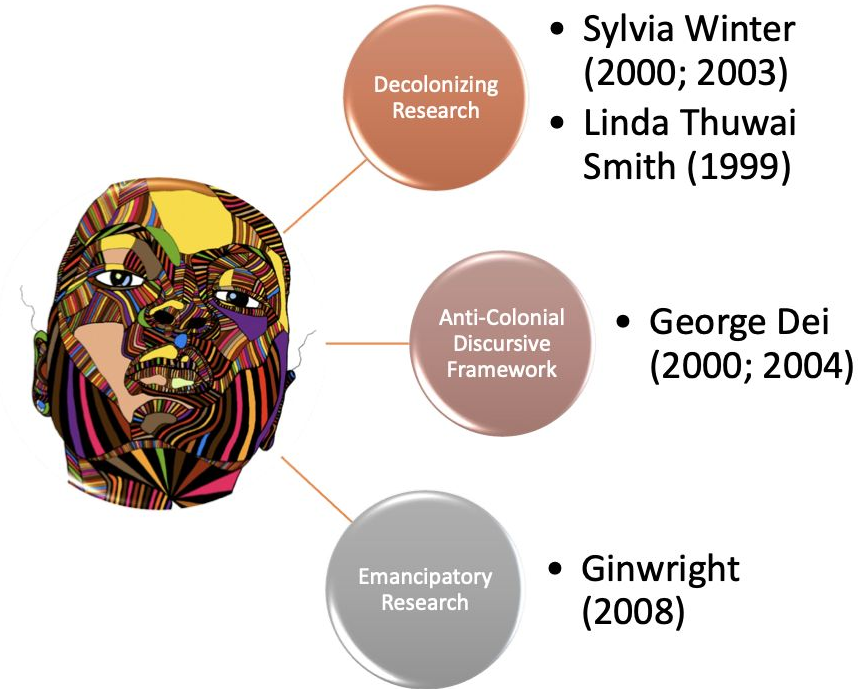 Decolonizing
Research
• Sylvia Winter
(2000; 2003)
• Linda Thuwai
Smith (1999)
Anti-Colonial
Discursive
Framework
• George Dei
(2000; 2004)
Emancipatory
Research
• Ginwright
(2008)